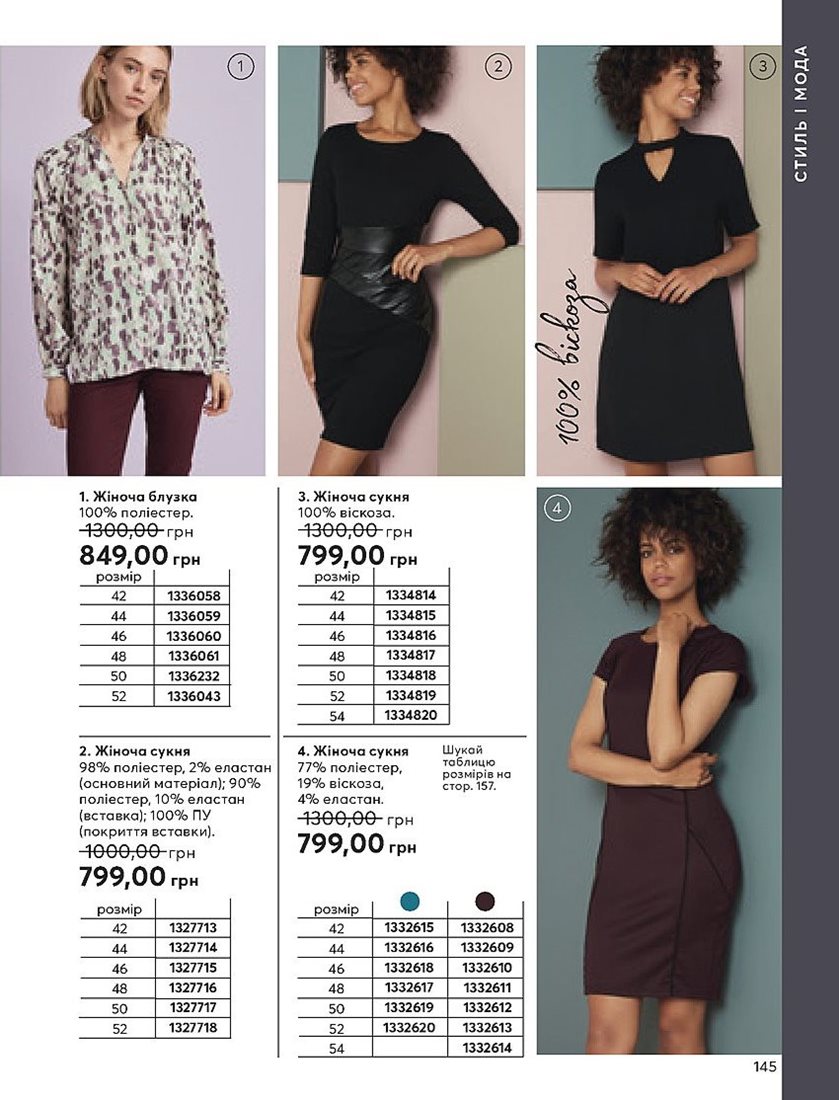 СТИЛЬ І МОДА
1
2
3
100% віскоза
4
1. Жіноча блузка
100% поліестер.
1300,00 грн
849,00 грн
розмір
42 1336058
44 1336059
46 1336060
48 1336061
50 1336232
52 1336043
3. Жіноча сукня
100% віскоза.
1300,00 грн
799,00 грн
розмір
42 1334814
44 1334815
46 1334816
48 1334817
50 1334818
52 1334819
54 1334820
2. Жіноча сукня
98% поліестер, 2% еластан
(основний матеріал); 90%
поліестер, 10% еластан
(вставка); 100% ПУ
(покриття вставки).
1000,00 грн
799,00 грн
розмір
42 1327713
44 1327714
46 1327715
48 1327716
50 1327717
52 1327718
4. Жіноча сукня
77% поліестер,
19% віскоза,
4% еластан.
1300,00 грн
799,00 грн
Шукай
таблицю
розмірів на
стор. 157.
розмір
42 1332615 1332608
44 1332616 1332609
46 1332618 1332610
48 1332617 1332611
50 1332619 1332612
52 1332620 1332613
54 1332614
145